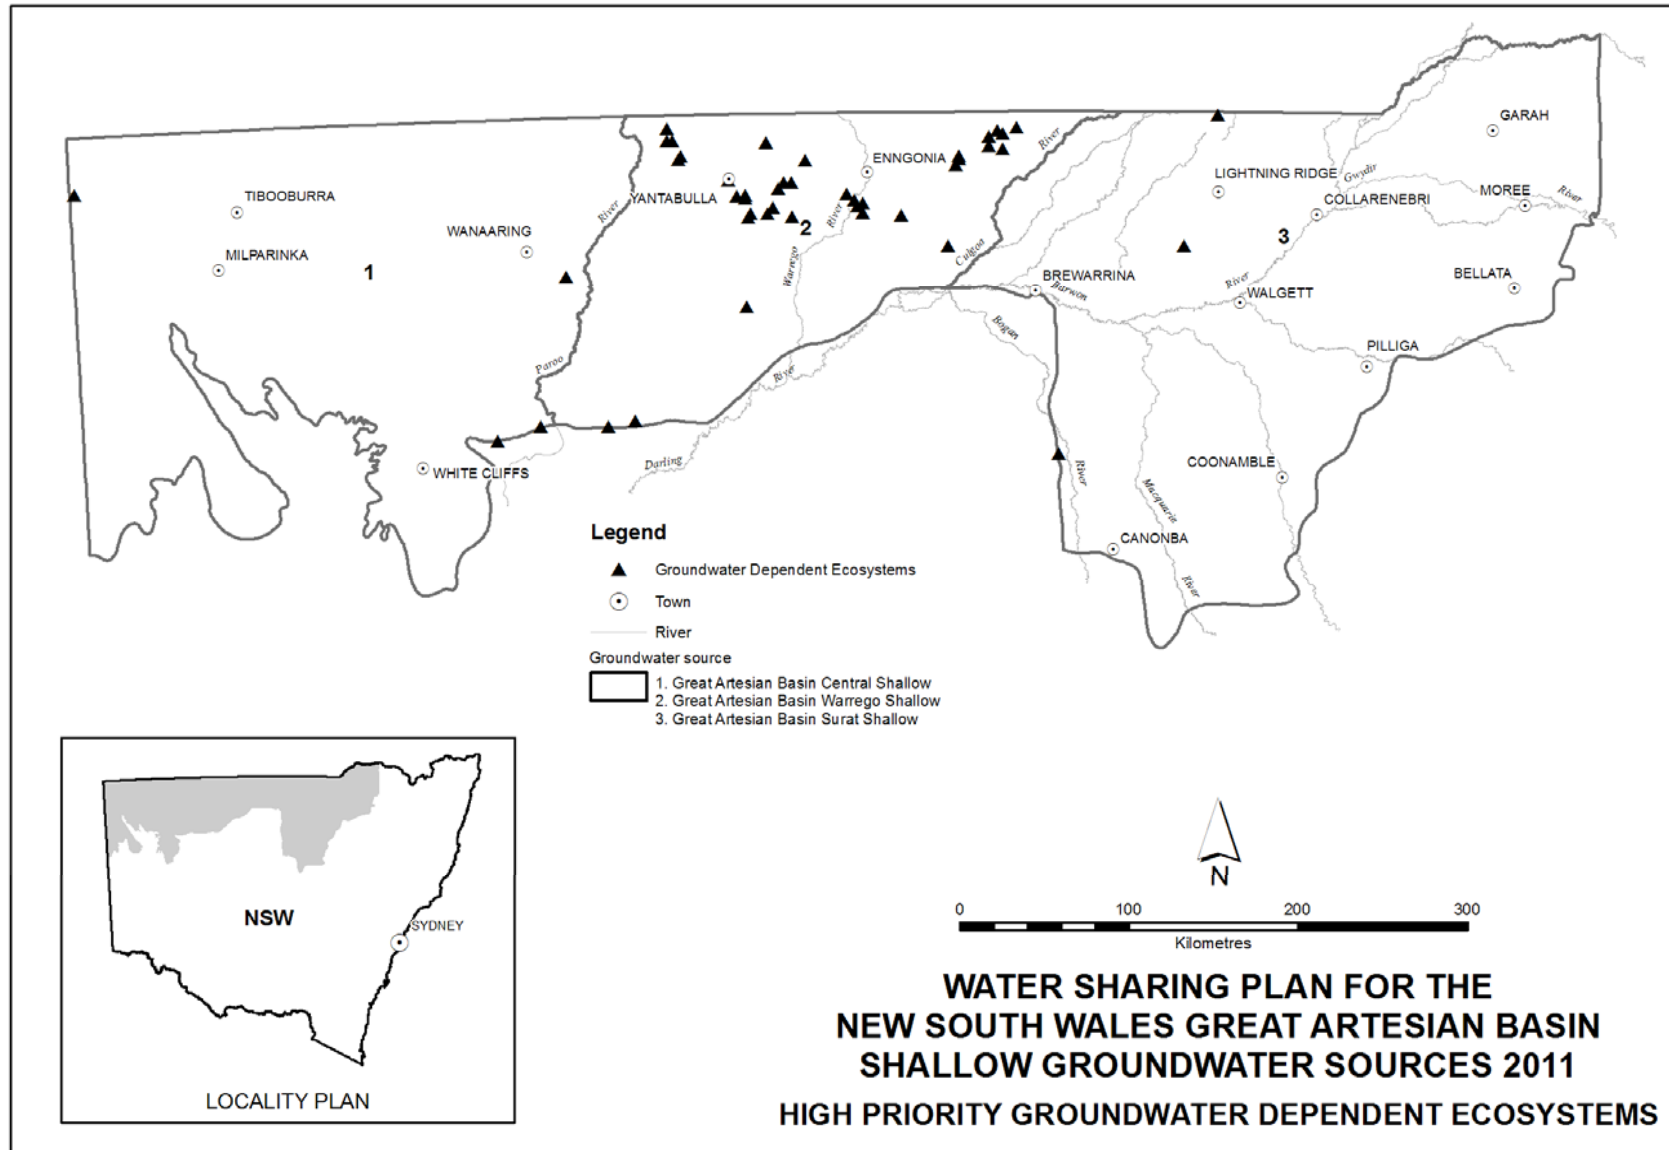 GARAH
ENNGONIA
LIGHTNING RIDGE
Gwydir
River
MOREE
River
TIBOOBURRA
YANTABULLA
COLLARENEBRI
River
River
WANAARING
2
3
MILPARINKA
1
Warrego
Culgoa
BREWARRINA
Barwon
River
WALGETT
BELLATA
Bogan
PILLIGA
Paroo
River
WHITE CLIFFS
Darling
River
COONAMBLE
Macquarie
CANONBA
River
Legend
Groundwater Dependent Ecosystems
Town
River
Groundwater source
1. Great Artesian Basin Central Shallow
2. Great Artesian Basin Warrego Shallow
3. Great Artesian Basin Surat Shallow
NSW
SYDNEY
LOCALITY PLAN
N
0 100 200 300
Kilometres
WATER SHARING PLAN FOR THE
NEW SOUTH WALES GREAT ARTESIAN BASIN
SHALLOW GROUNDWATER SOURCES 2011
HIGH PRIORITY GROUNDWATER DEPENDENT ECOSYSTEMS